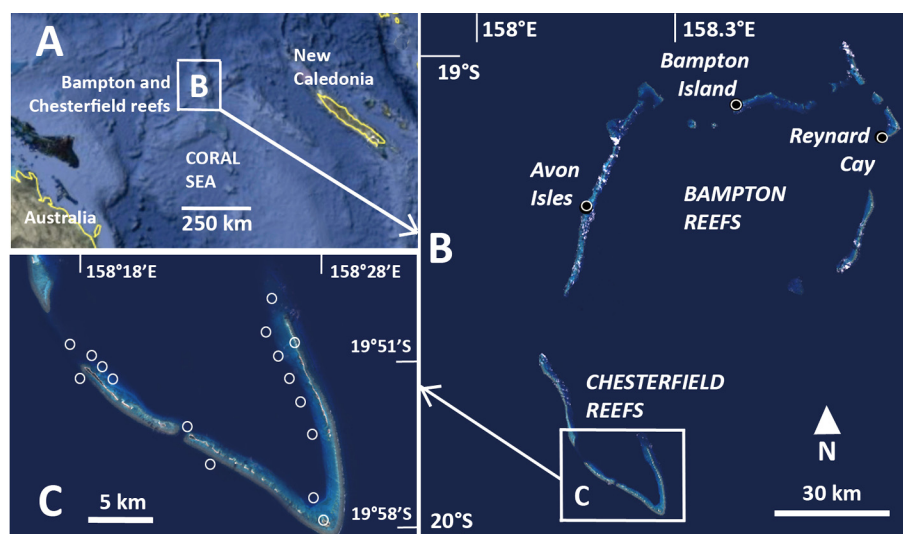 A
Bampton and
Chesterfield reefs
B
New
Caledonia
CORAL
SEA
250 km
Australia
B
158°E
158.3°E
19°S
Bampton
Island
Reynard
Cay
Avon
Isles
BAMPTON
REEFS
CHESTERFIELD
REEFS
C
N
30 km
20°S
C
158°18'E
158°28'E
19°51'S
19°58'S
5 km